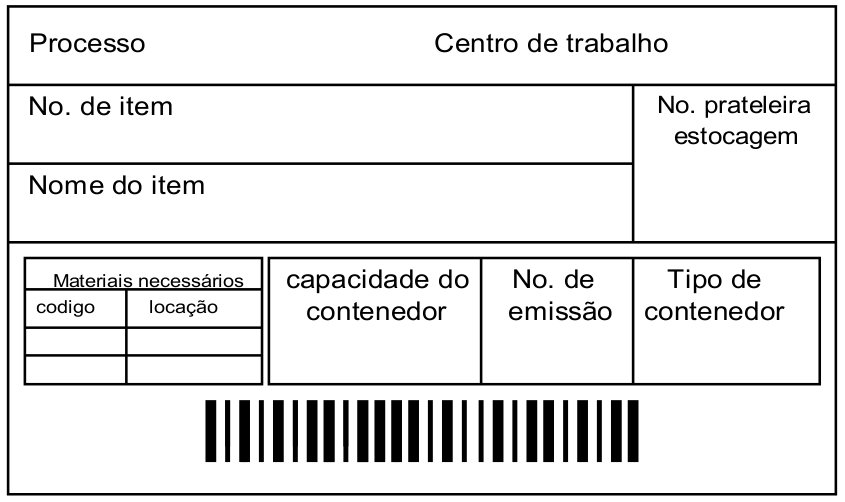 Processo
Centro de trabalho
No. de item
No. prateleira
estocagem
Nome do item
Materiais necessários
codigo
locação
capacidade do
contenedor
No. de
emissão
Tipo de
contenedor